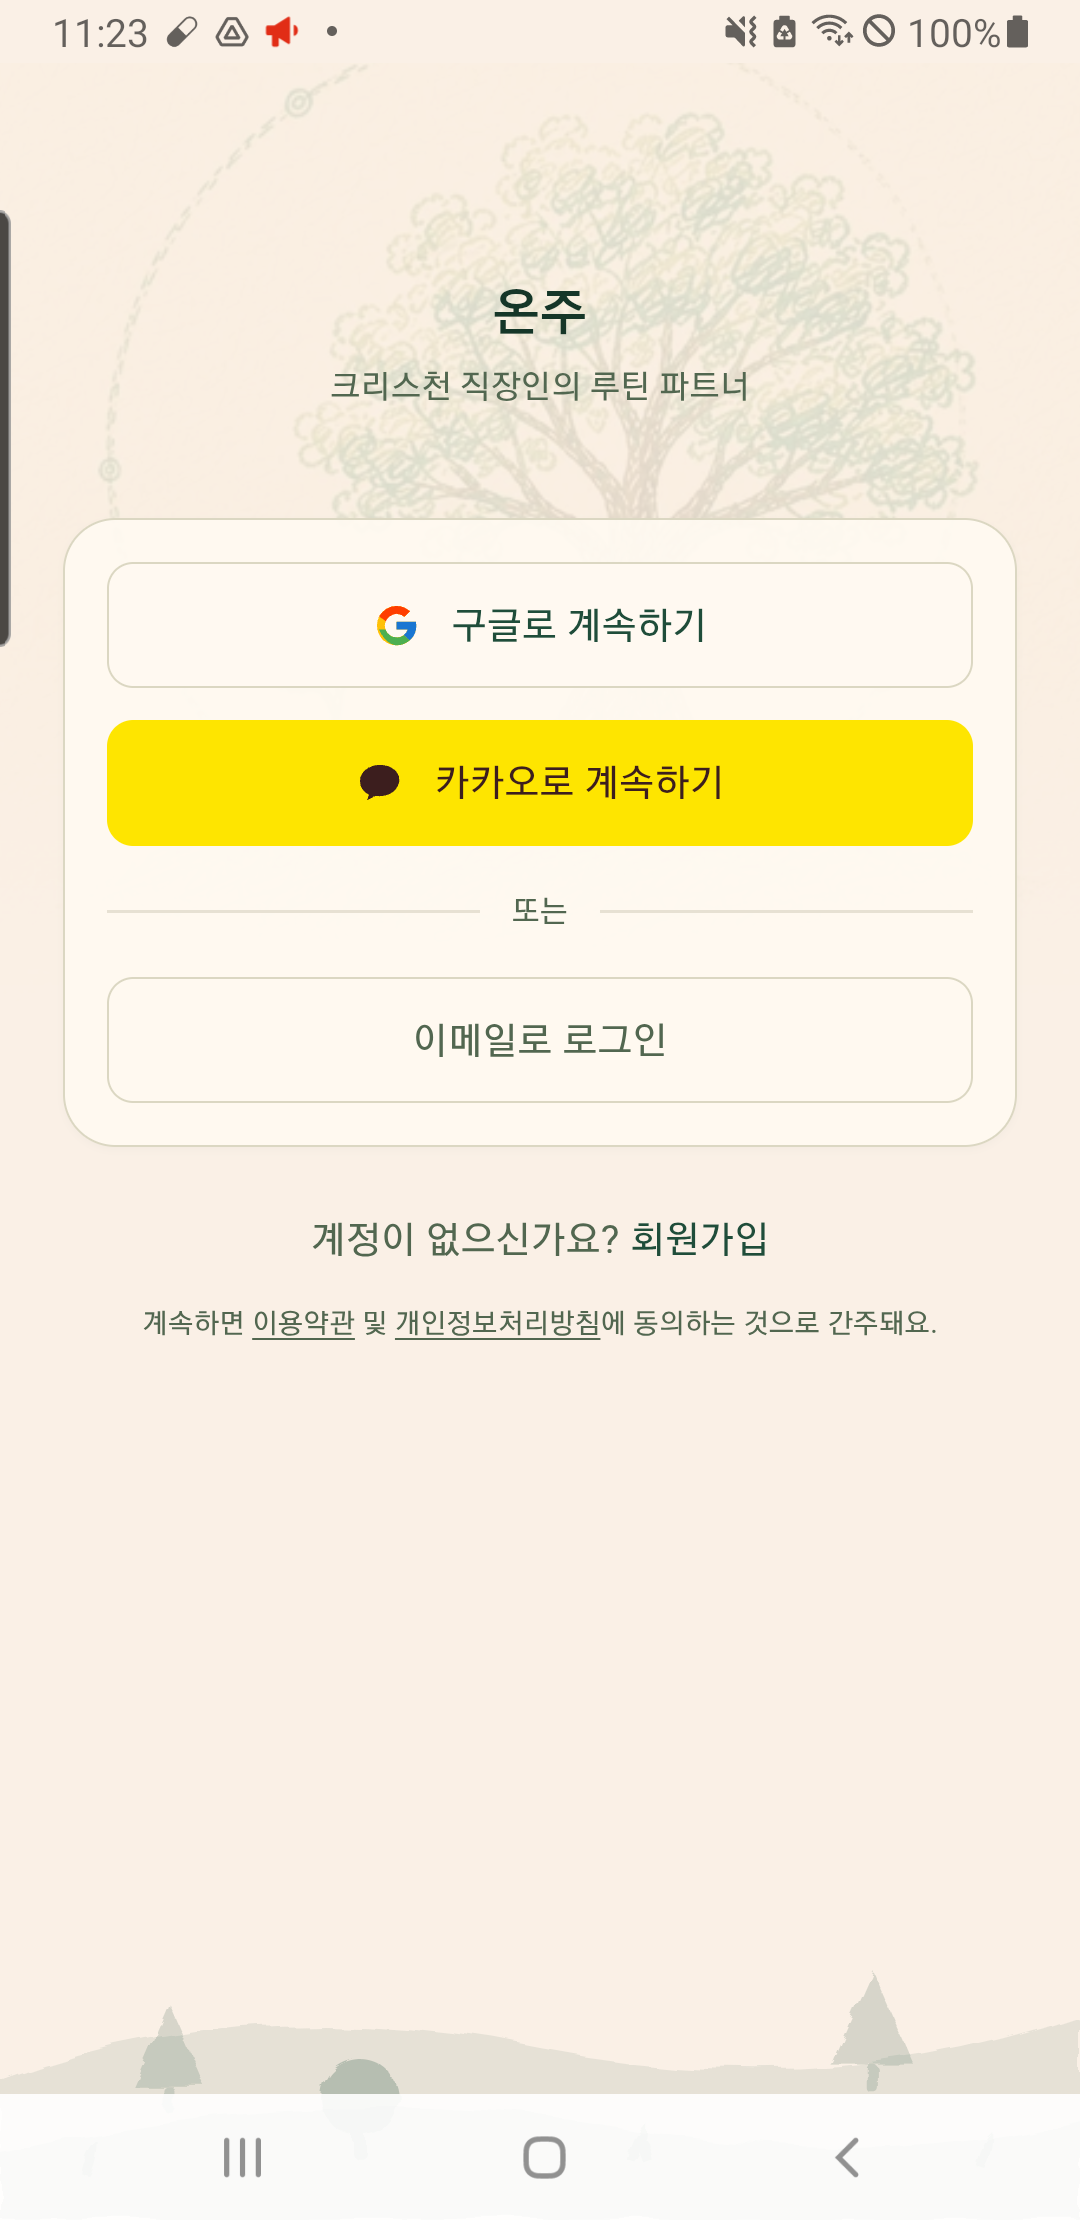 11:23
100%
온주
크리스천 직장인의 루틴 파트너
구글로 계속하기
카카오로 계속하기
또는
이메일로 로그인
계정이 없으신가요? 회원가입
계속하면 이용약관 및 개인정보처리방침에 동의하는 것으로 간주돼요.